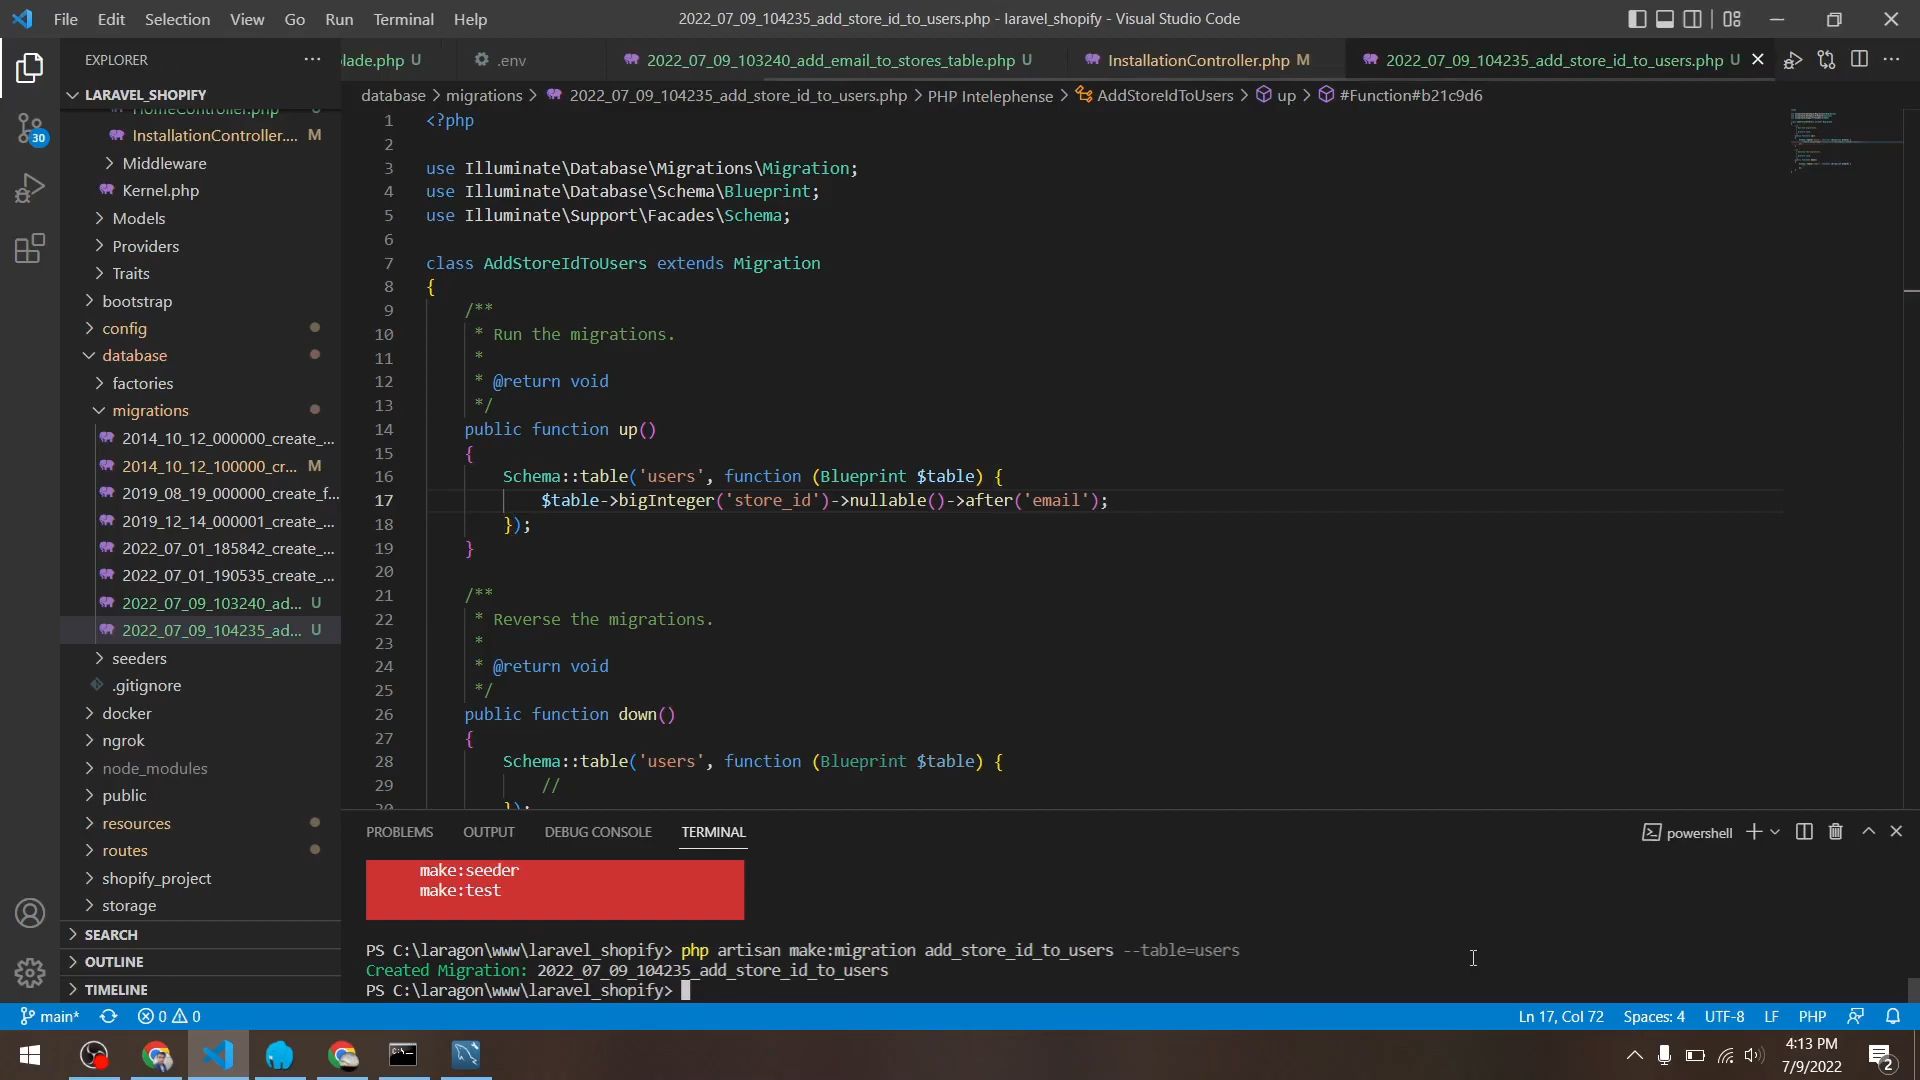 File Edit Selection View Go Run Terminal Help
2022_07_09_104235_add_store_id_to_users.php - laravel_shopify - Visual Studio Code
EXPLORER
lade.php U
.env
2022_07_09_103240_add_email_to_stores_table.php U
InstallationController.php M
2022_07_09_104235_add_store_id_to_users.php U
database > migrations > 2022_07_09_104235_add_store_id_to_users.php > PHP Intelephense > AddStoreIdToUsers > up > #Function#b21c9d6
LARAVEL_SHOPIFY
HomeController.php U
InstallationController.... M
Middleware
Kernel.php
Models
Providers
Traits
bootstrap
config
database
factories
migrations
2014_10_12_000000_create_...
2014_10_12_100000_cr... M
2019_08_19_000000_create_f...
2019_12_14_000001_create_...
2022_07_01_185842_create_...
2022_07_01_190535_create_...
2022_07_09_103240_ad... U
2022_07_09_104235_ad... U
seeders
.gitignore
docker
ngrok
node_modules
public
resources
routes
shopify_project
storage
SEARCH
OUTLINE
TIMELINE
30
1 <?php
2
3 use Illuminate\Database\Migrations\Migration;
4 use Illuminate\Database\Schema\Blueprint;
5 use Illuminate\Support\Facades\Schema;
6
7 class AddStoreIdToUsers extends Migration
8 {
9 /**
10 * Run the migrations.
11 *
12 * @return void
13 */
14 public function up()
15 {
16 Schema::table('users', function (Blueprint $table) {
17 $table->bigInteger('store_id')->nullable()->after('email');
18 });
19 }
20
21 /**
22 * Reverse the migrations.
23 *
24 * @return void
25 */
26 public function down()
27 {
28 Schema::table('users', function (Blueprint $table) {
29 //
30 });
PROBLEMS OUTPUT DEBUG CONSOLE TERMINAL
powershell
make:seeder
make:test
PS C:\laragon\www\laravel_shopify> php artisan make:migration add_store_id_to_users --table=users
Created Migration: 2022_07_09_104235_add_store_id_to_users
PS C:\laragon\www\laravel_shopify>
main* 0 0
Ln 17, Col 72 Spaces: 4 UTF-8 LF PHP
4:13 PM
7/9/2022
2